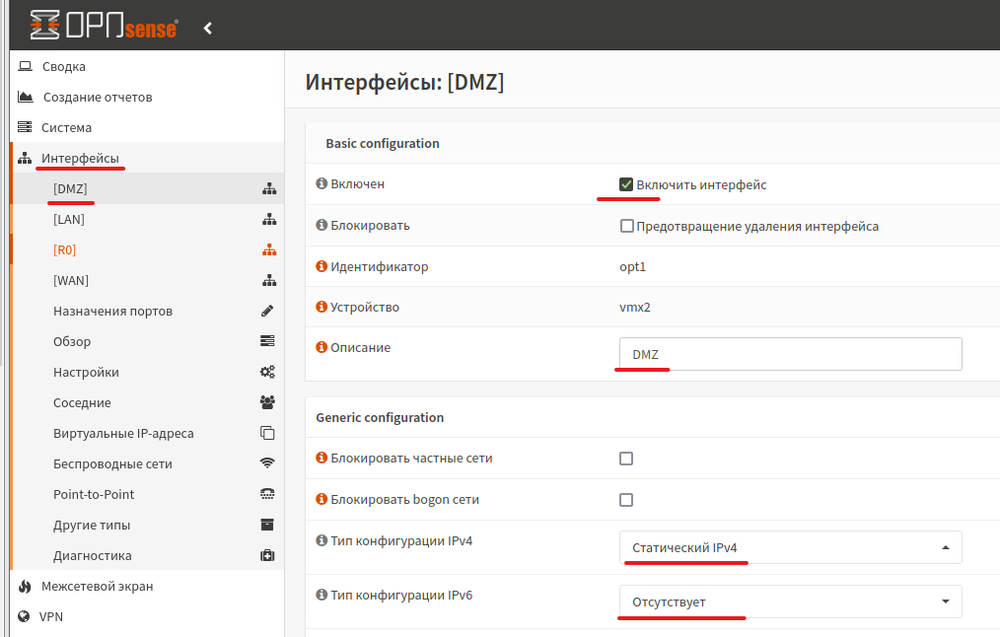 OPNsense
Сводка
Создание отчетов
Система
Интерфейсы
[DMZ]
[LAN]
[R0]
[WAN]
Назначения портов
Обзор
Настройки
Соседние
Виртуальные IP-адреса
Беспроводные сети
Point-to-Point
Другие типы
Диагностика
Межсетевой экран
VPN
Интерфейсы: [DMZ]
Basic configuration
Включен Включить интерфейс
Блокировать Предотвращение удаления интерфейса
Идентификатор opt1
Устройство vmx2
Описание DMZ
Generic configuration
Блокировать частные сети
Блокировать bogon сети
Тип конфигурации IPv4 Статический IPv4
Тип конфигурации IPv6 Отсутствует